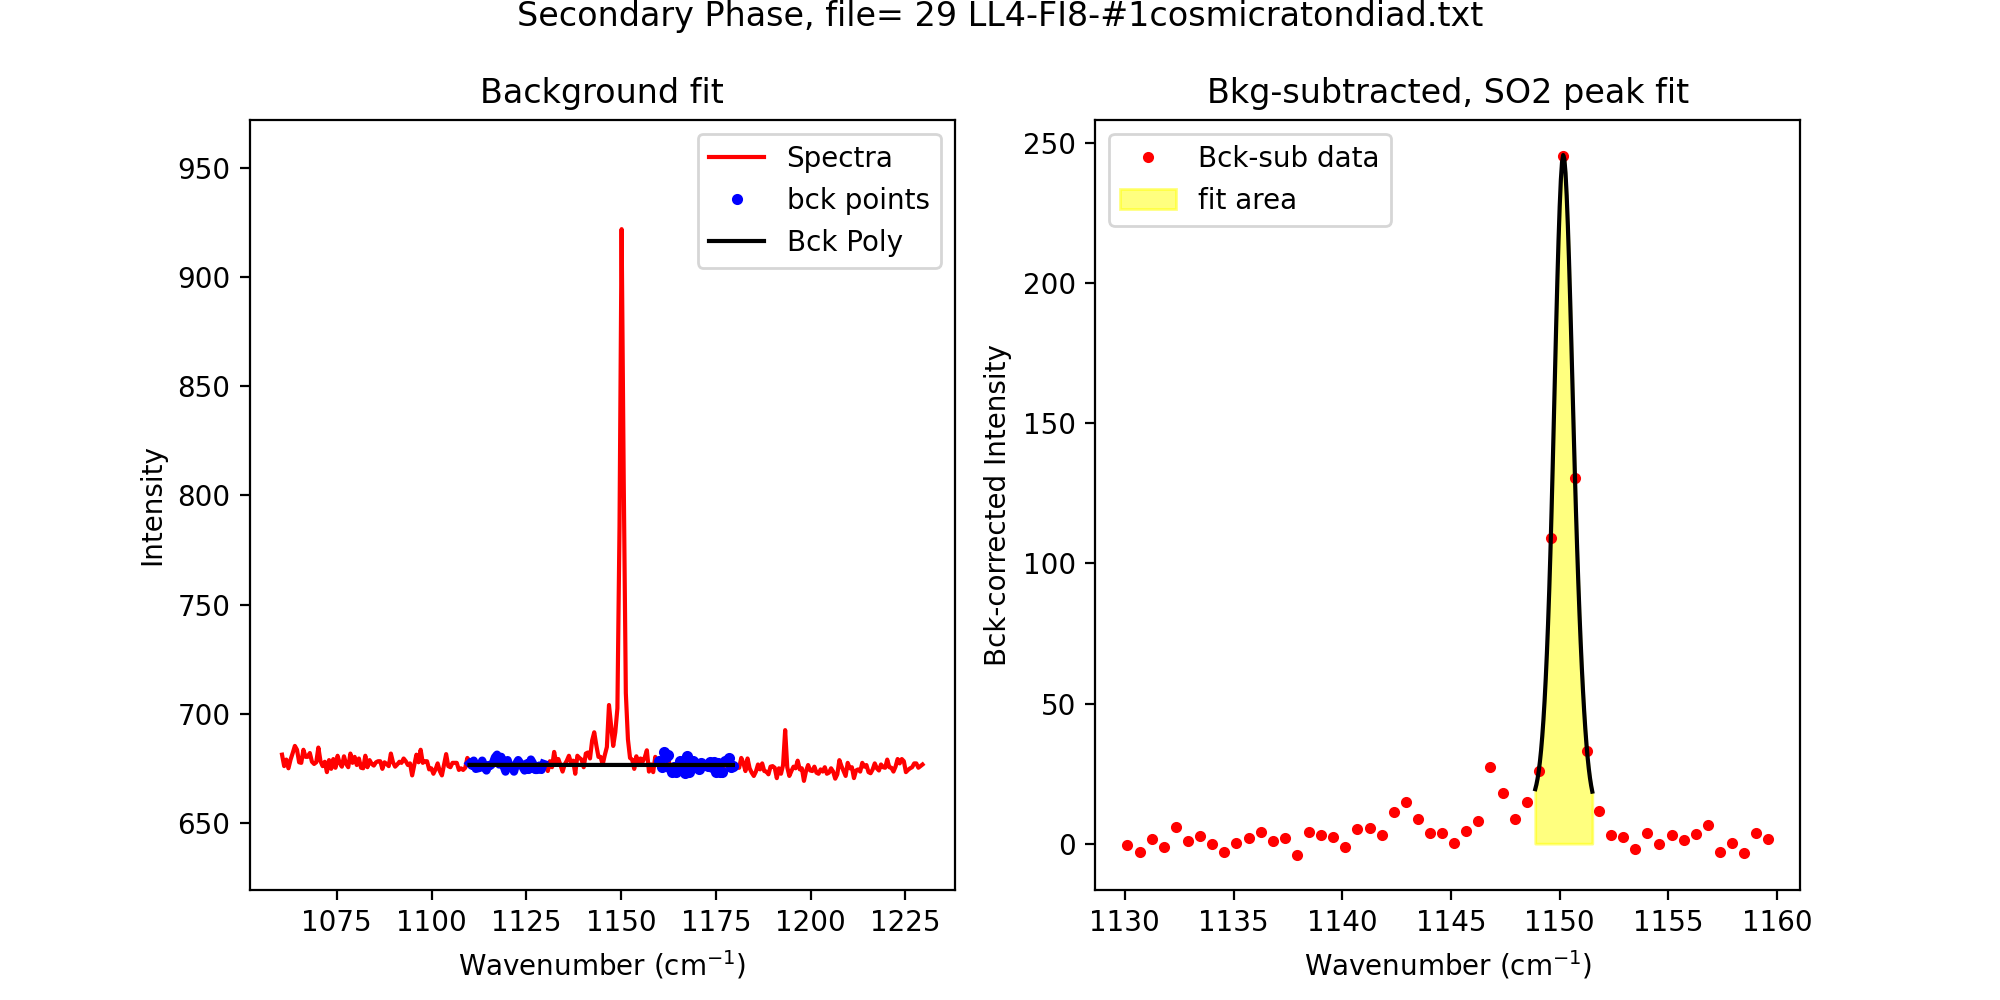 Secondary Phase, file= 29 LL4-FI8-#1cosmicratondiad.txt
Background fit
950
900
850
800
750
700
650
Intensity
Spectra
bck points
Bck Poly
1075 1100 1125 1150 1175 1200 1225
Wavenumber (cm⁻¹)
Bkg-subtracted, SO2 peak fit
250
200
150
100
50
0
Bck-corrected Intensity
Bck-sub data
fit area
1130 1135 1140 1145 1150 1155 1160
Wavenumber (cm⁻¹)